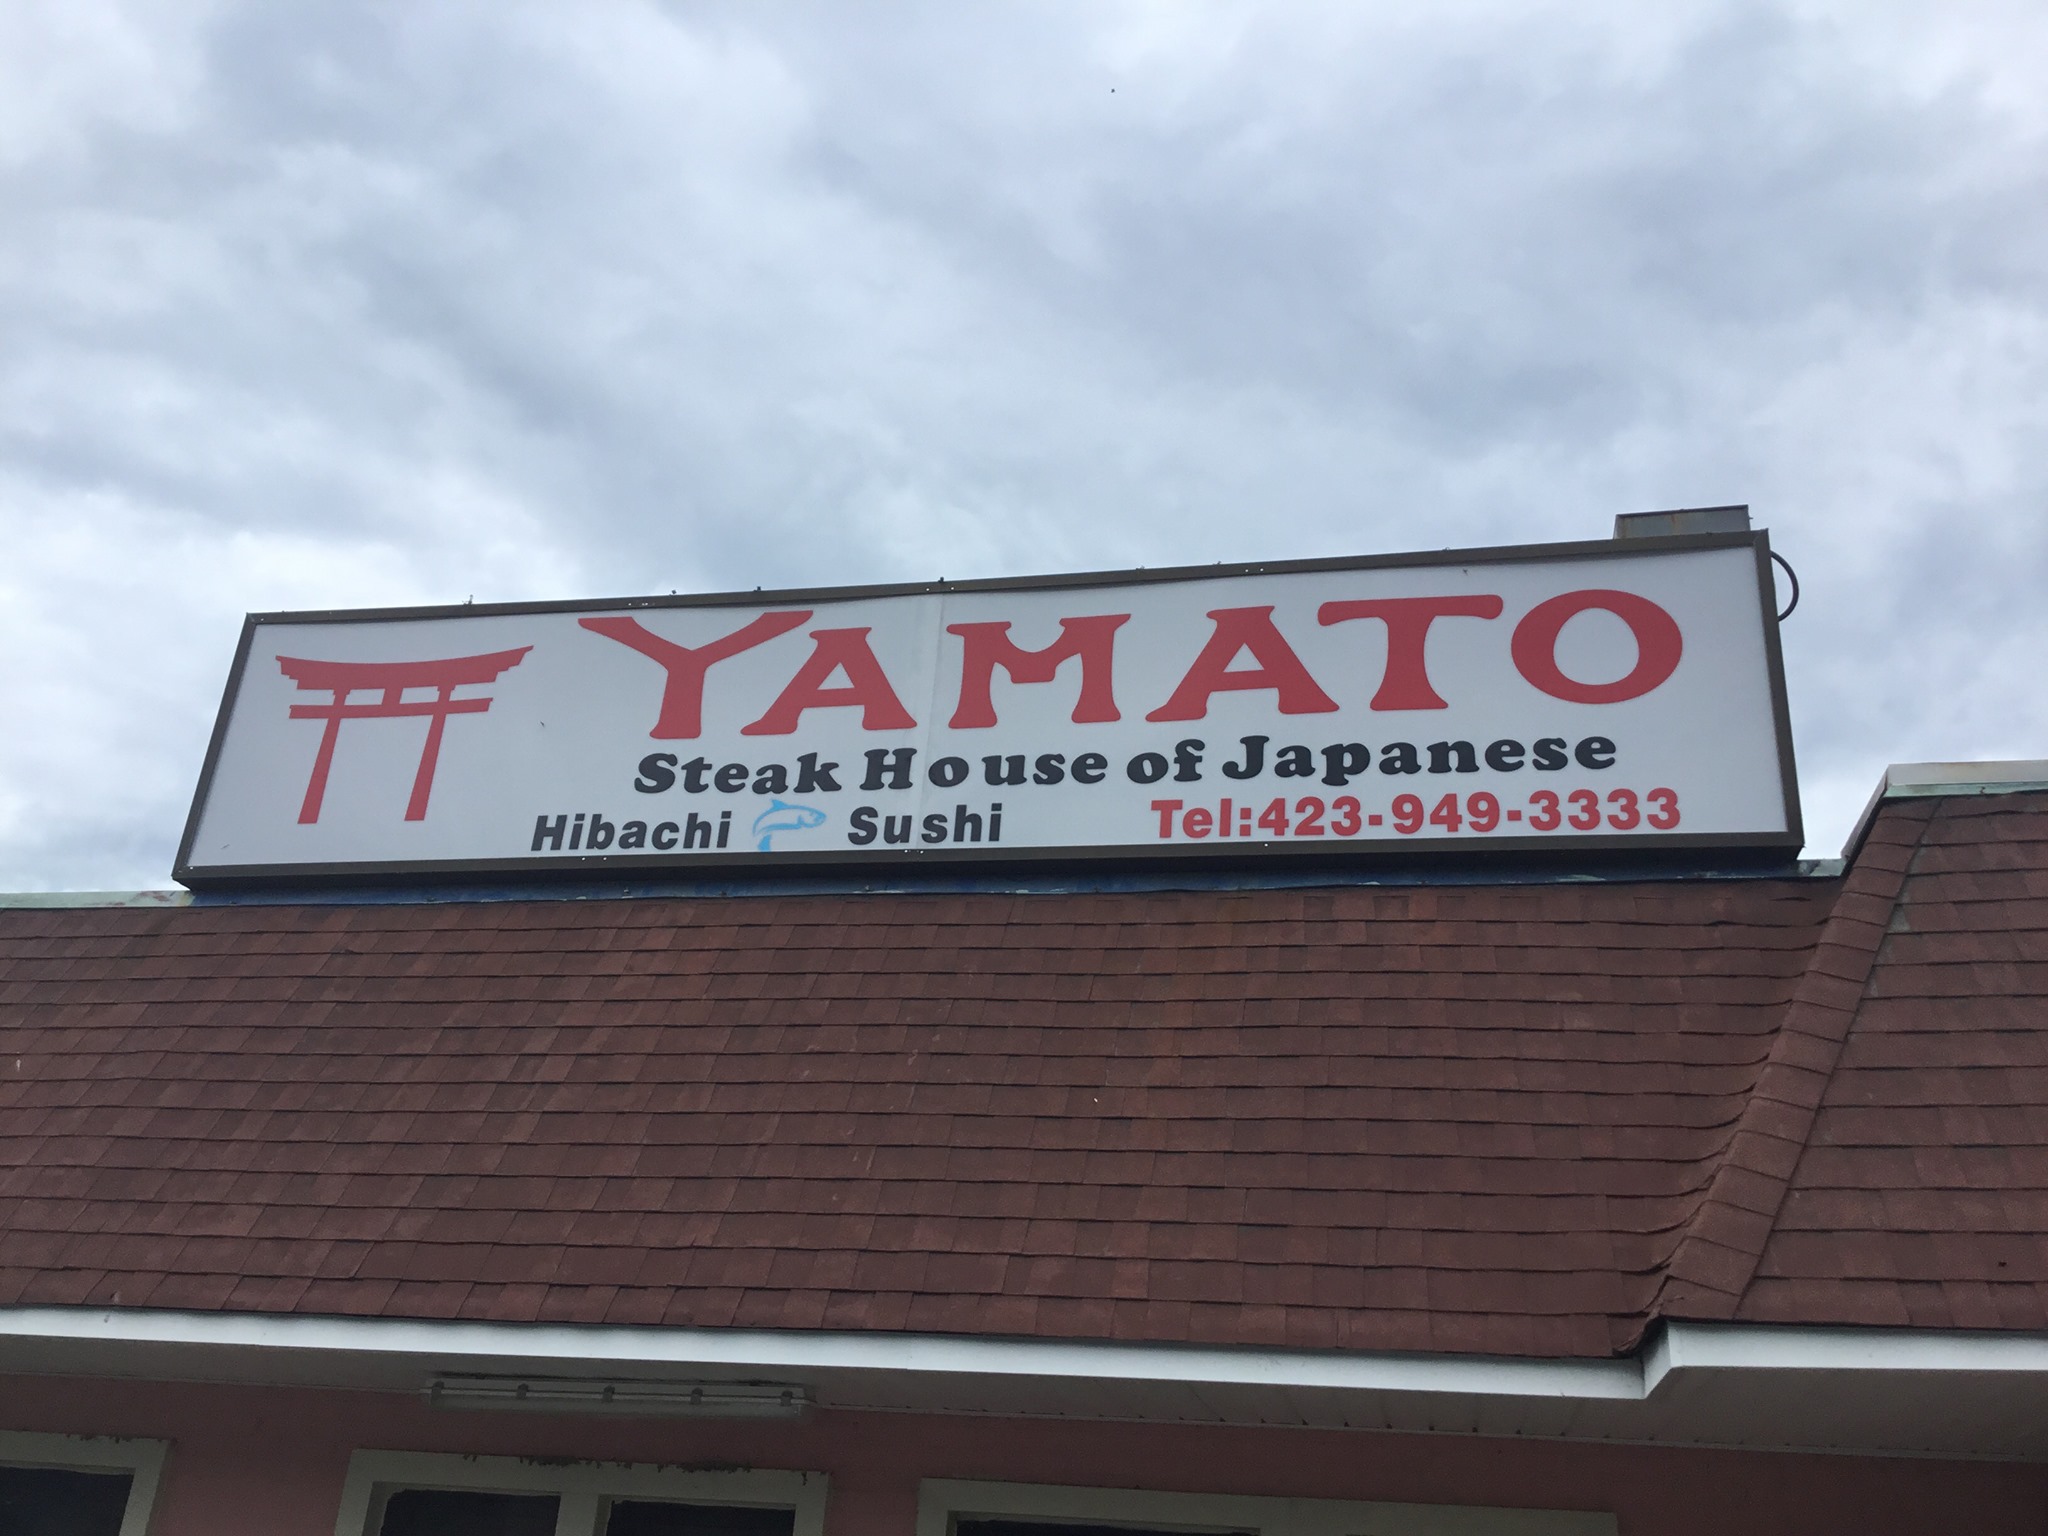 YAMATO
Steak House of Japanese
Hibachi Sushi Tel:423-949-3333